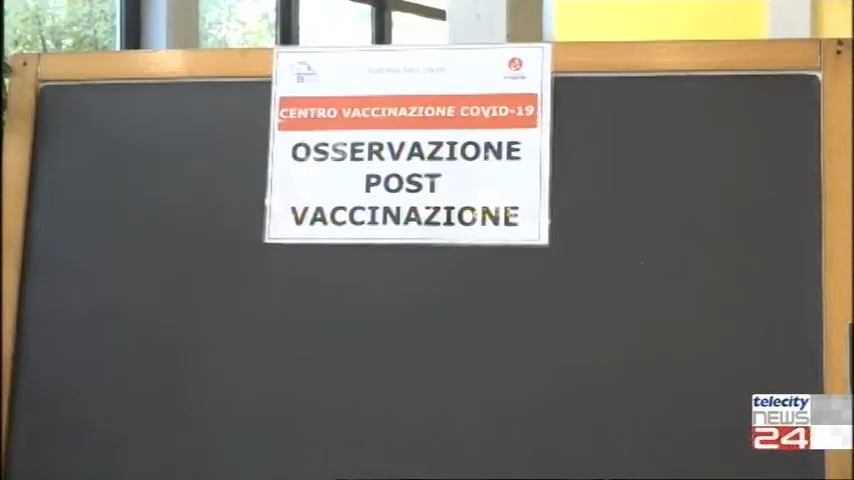 CENTRO VACCINAZIONE COVID-19
OSSERVAZIONE
POST
VACCINAZIONE
telecity
NEWS
24